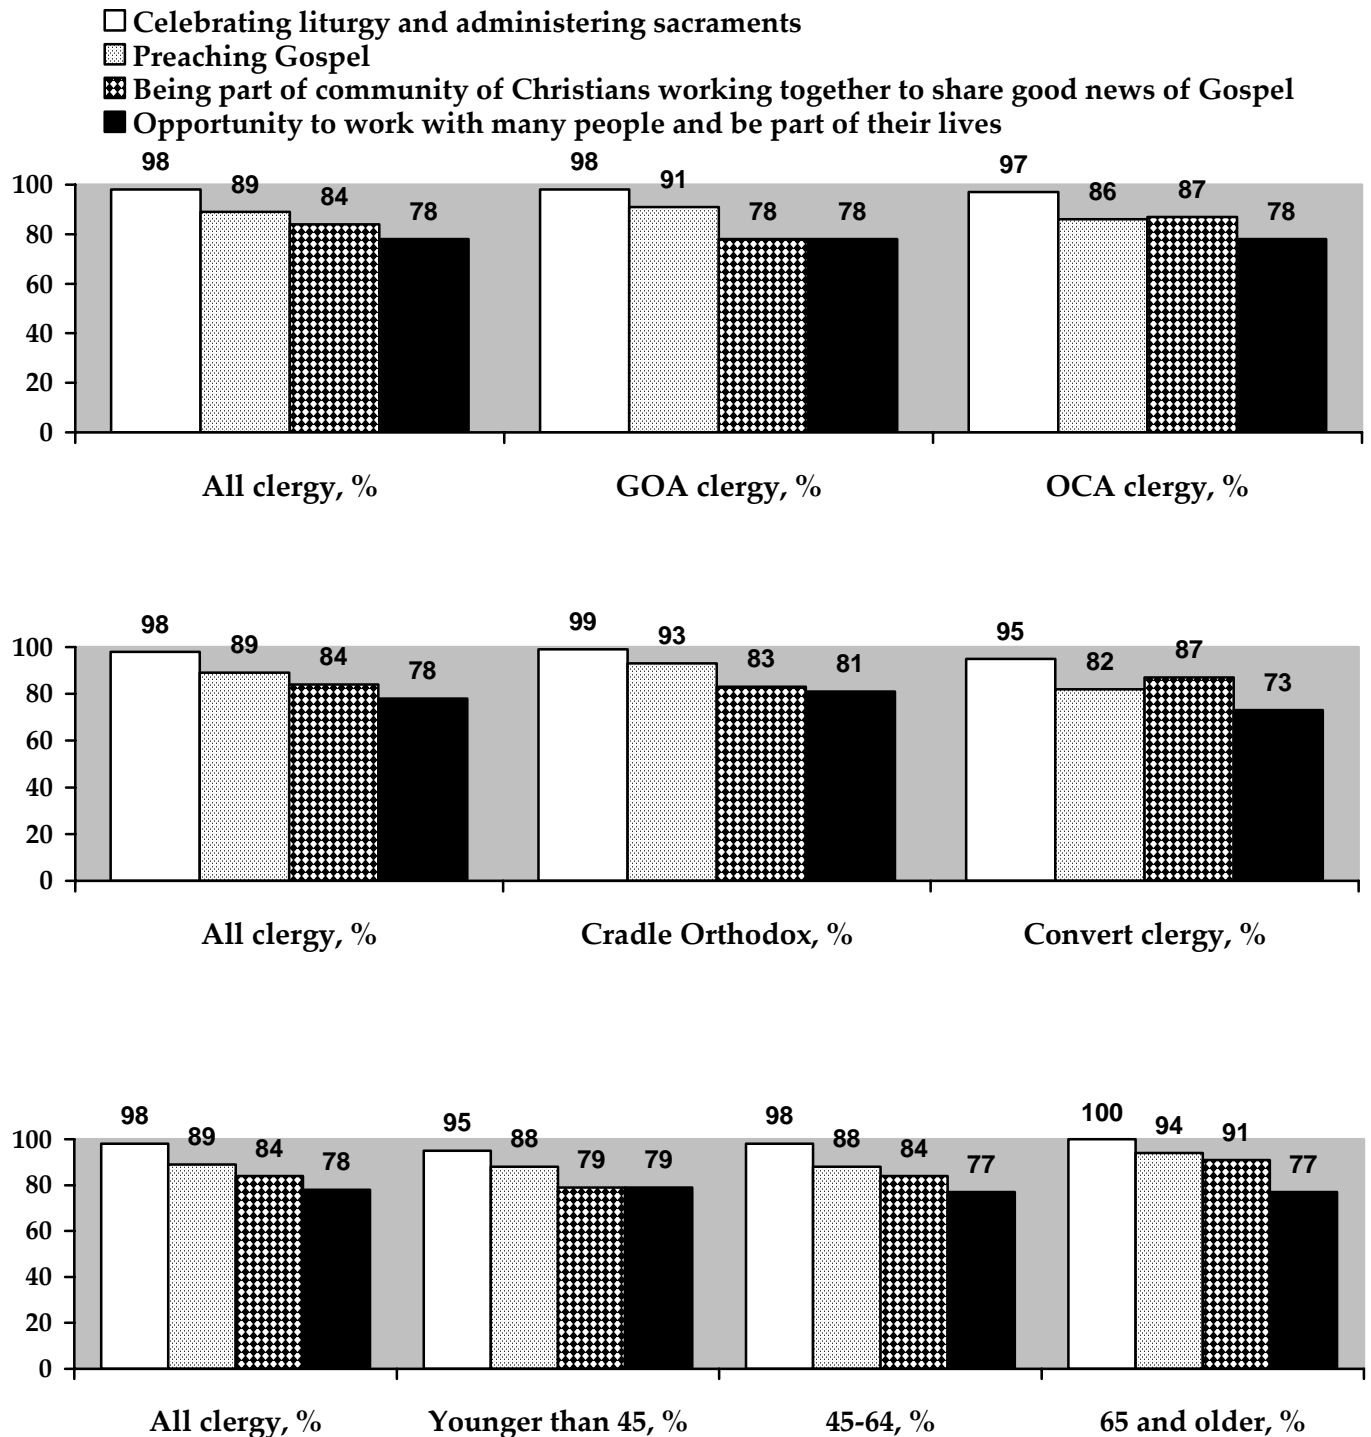 Celebrating liturgy and administering sacraments
Preaching Gospel
Being part of community of Christians working together to share good news of Gospel
Opportunity to work with many people and be part of their lives
98 89 84 78 98 91 78 78 97 86 87 78
100
80
60
40
20
0
All clergy, % GOA clergy, % OCA clergy, %
98 89 84 78 99 93 83 81 95 82 87 73
100
80
60
40
20
0
All clergy, % Cradle Orthodox, % Convert clergy, %
98 89 84 78 95 88 79 79 98 88 84 77 100 94 91 77
100
80
60
40
20
0
All clergy, % Younger than 45, % 45-64, % 65 and older, %